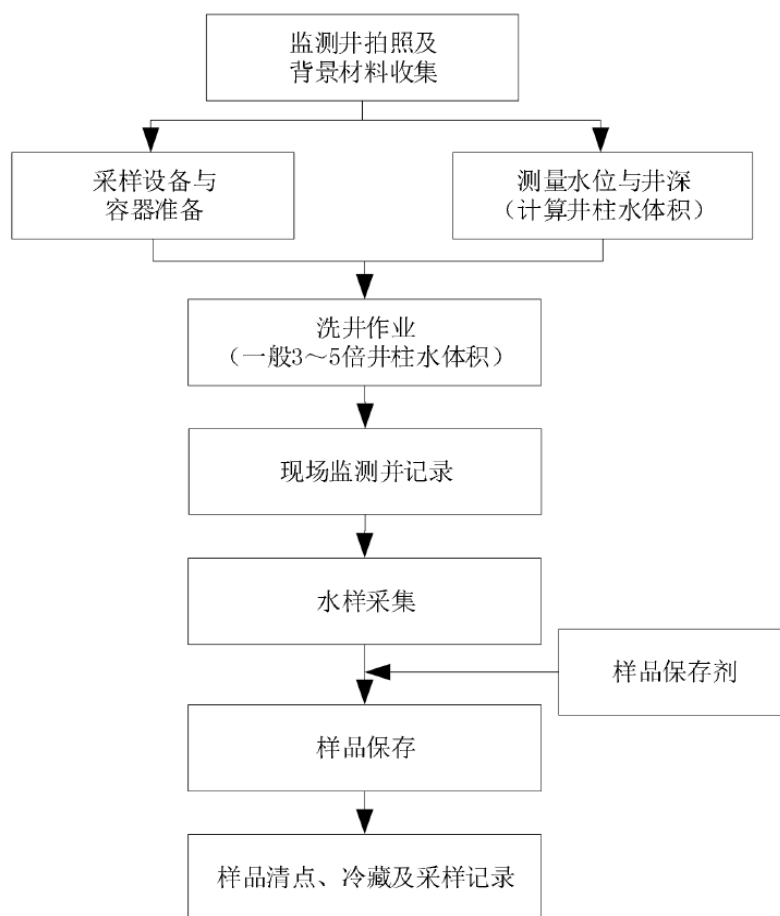 监测井拍照及
背景材料收集
采样设备与
容器准备
测量水位与井深
（计算井柱水体积）
洗井作业
（一般3～5倍井柱水体积）
现场监测并记录
水样采集
样品保存剂
样品保存
样品清点、冷藏及采样记录